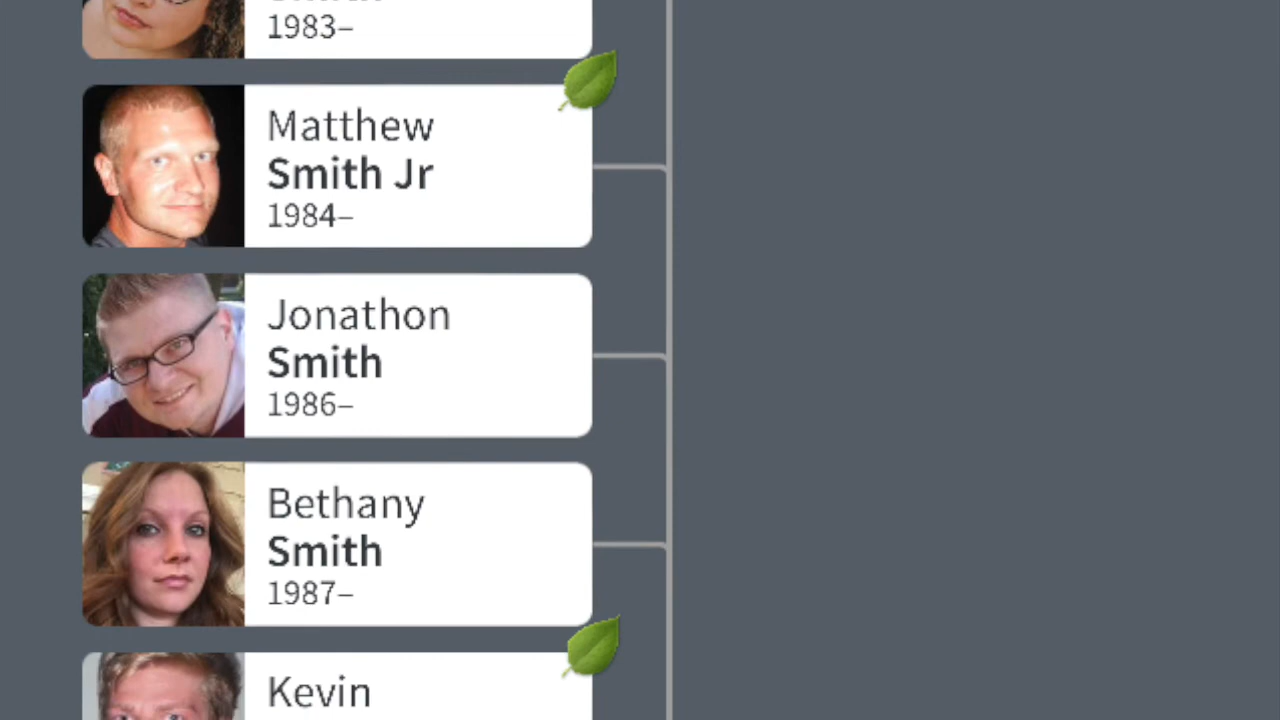 1983–
Matthew
Smith Jr
1984–
Jonathon
Smith
1986–
Bethany
Smith
1987–
Kevin